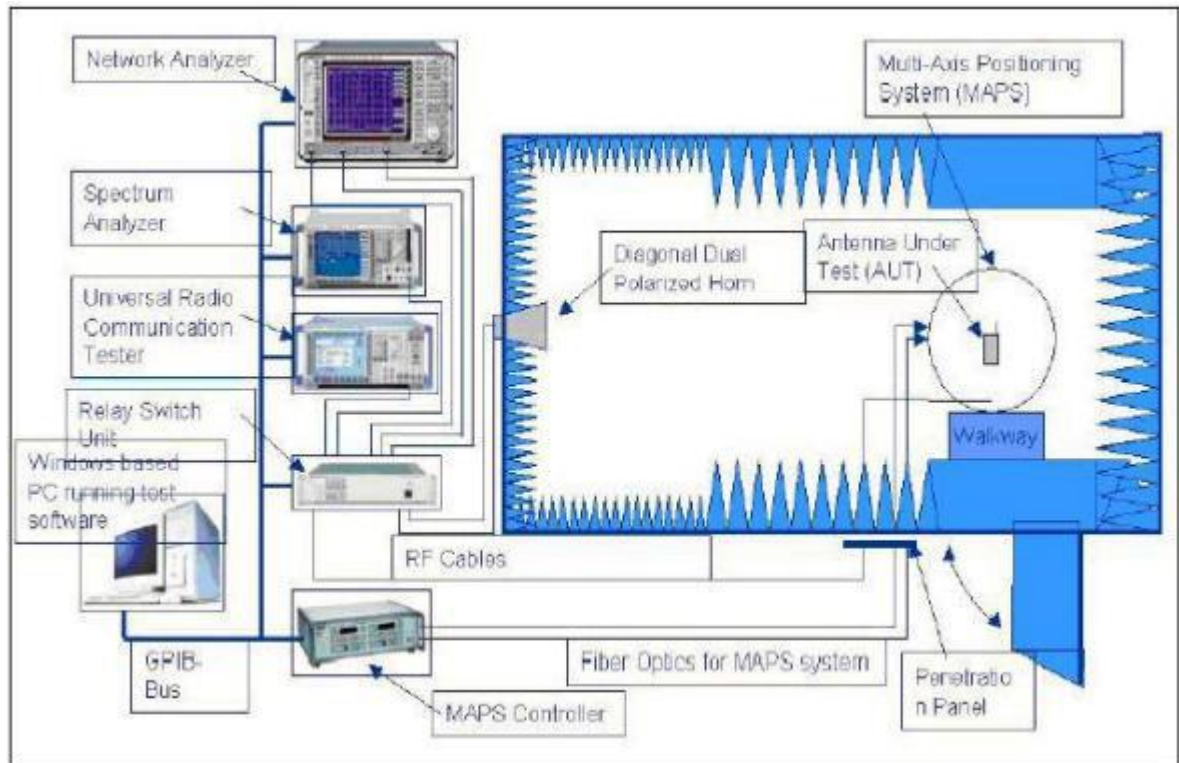 Network Analyzer
Multi-Axis Positioning
System (MAPS)
Spectrum
Analyzer
Diagonal Dual
Polarized Horn
Antenna Under
Test (AUT)
Universal Radio
Communication
Tester
Relay Switch
Unit
Walkway
Windows based
PC running test
software
RF Cables
GPIB-
Bus
Fiber Optics for MAPS system
Penetratio
n Panel
MAPS Controller